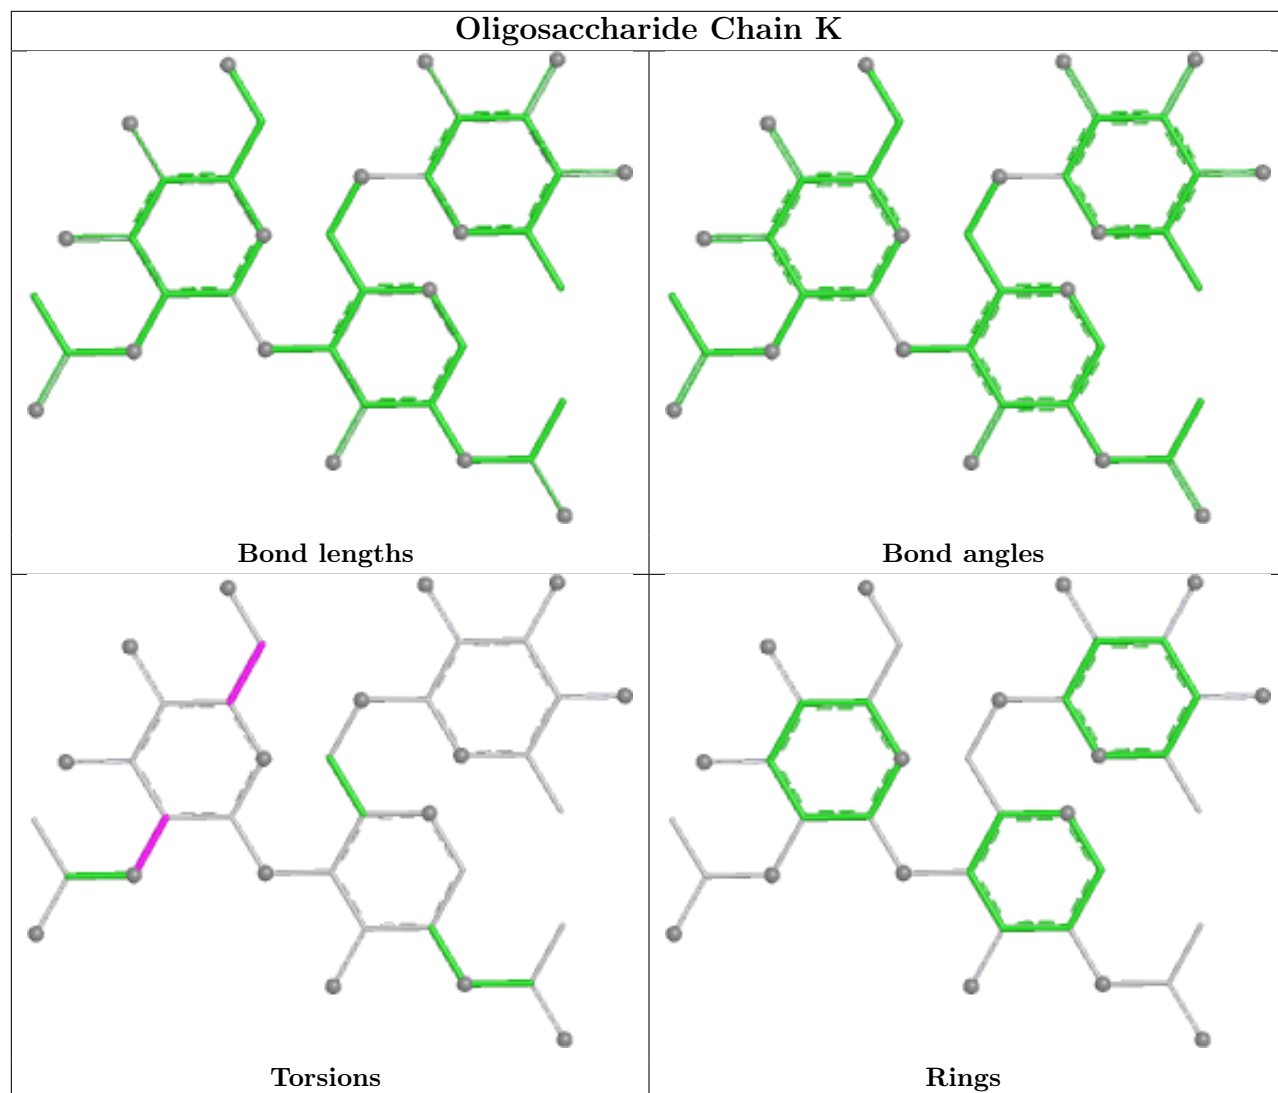 Oligosaccharide Chain K
Bond lengths
Bond angles
Torsions
Rings